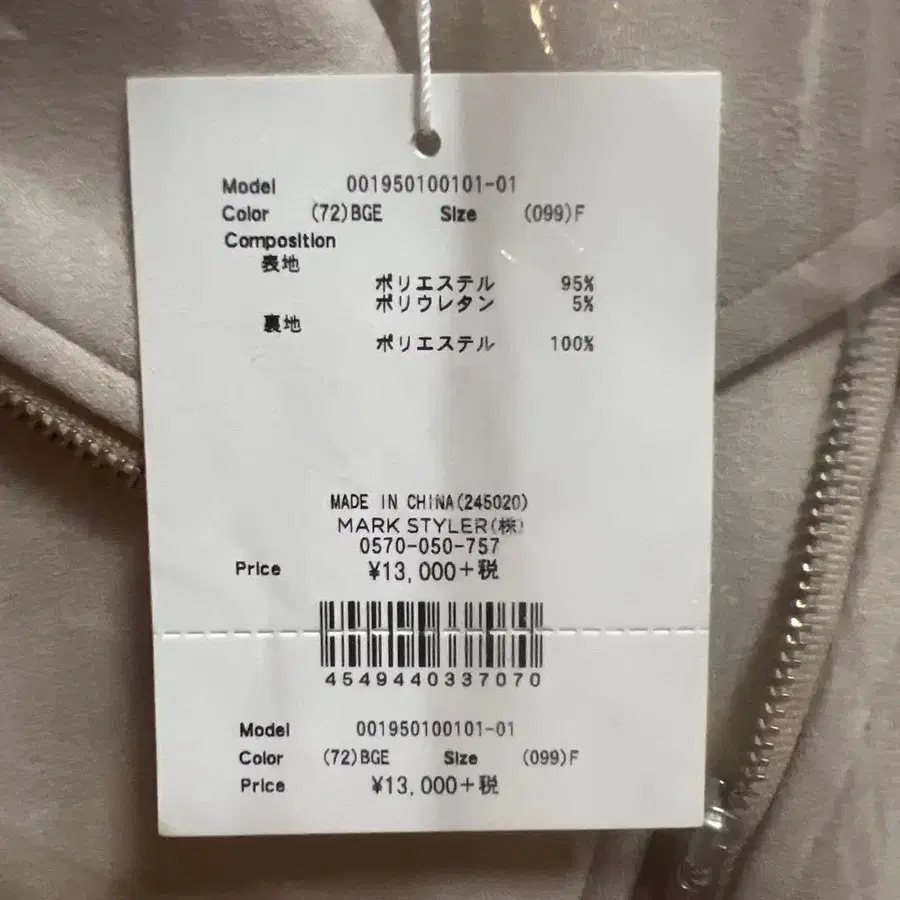 Model 001950100101-01
Color (72)BGE Size (099)F
Composition
表地
ポリエステル 95%
ポリウレタン 5%
裏地
ポリエステル 100%
MADE IN CHINA(245020)
MARK STYLER(株)
0570-050-757
Price ¥13,000+税
4549440337070
Model 001950100101-01
Color (72)BGE Size (099)F
Price ¥13,000+税